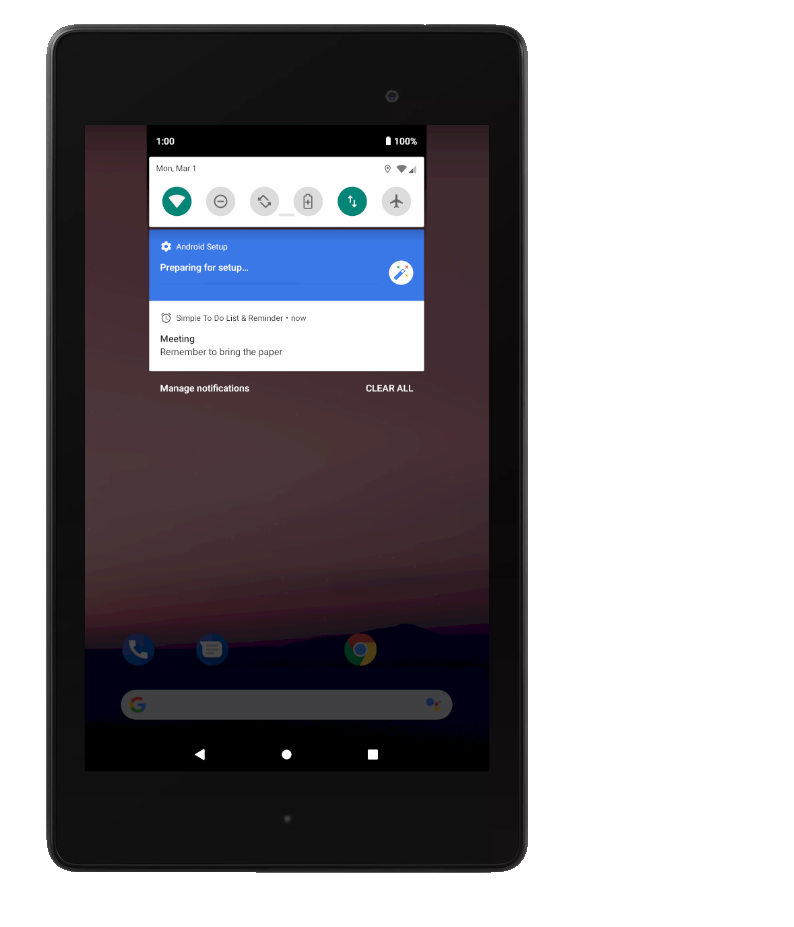 1:00 100%
Mon, Mar 1
Android Setup
Preparing for setup...
Simple To Do List & Reminder • now
Meeting
Remember to bring the paper
Manage notifications CLEAR ALL